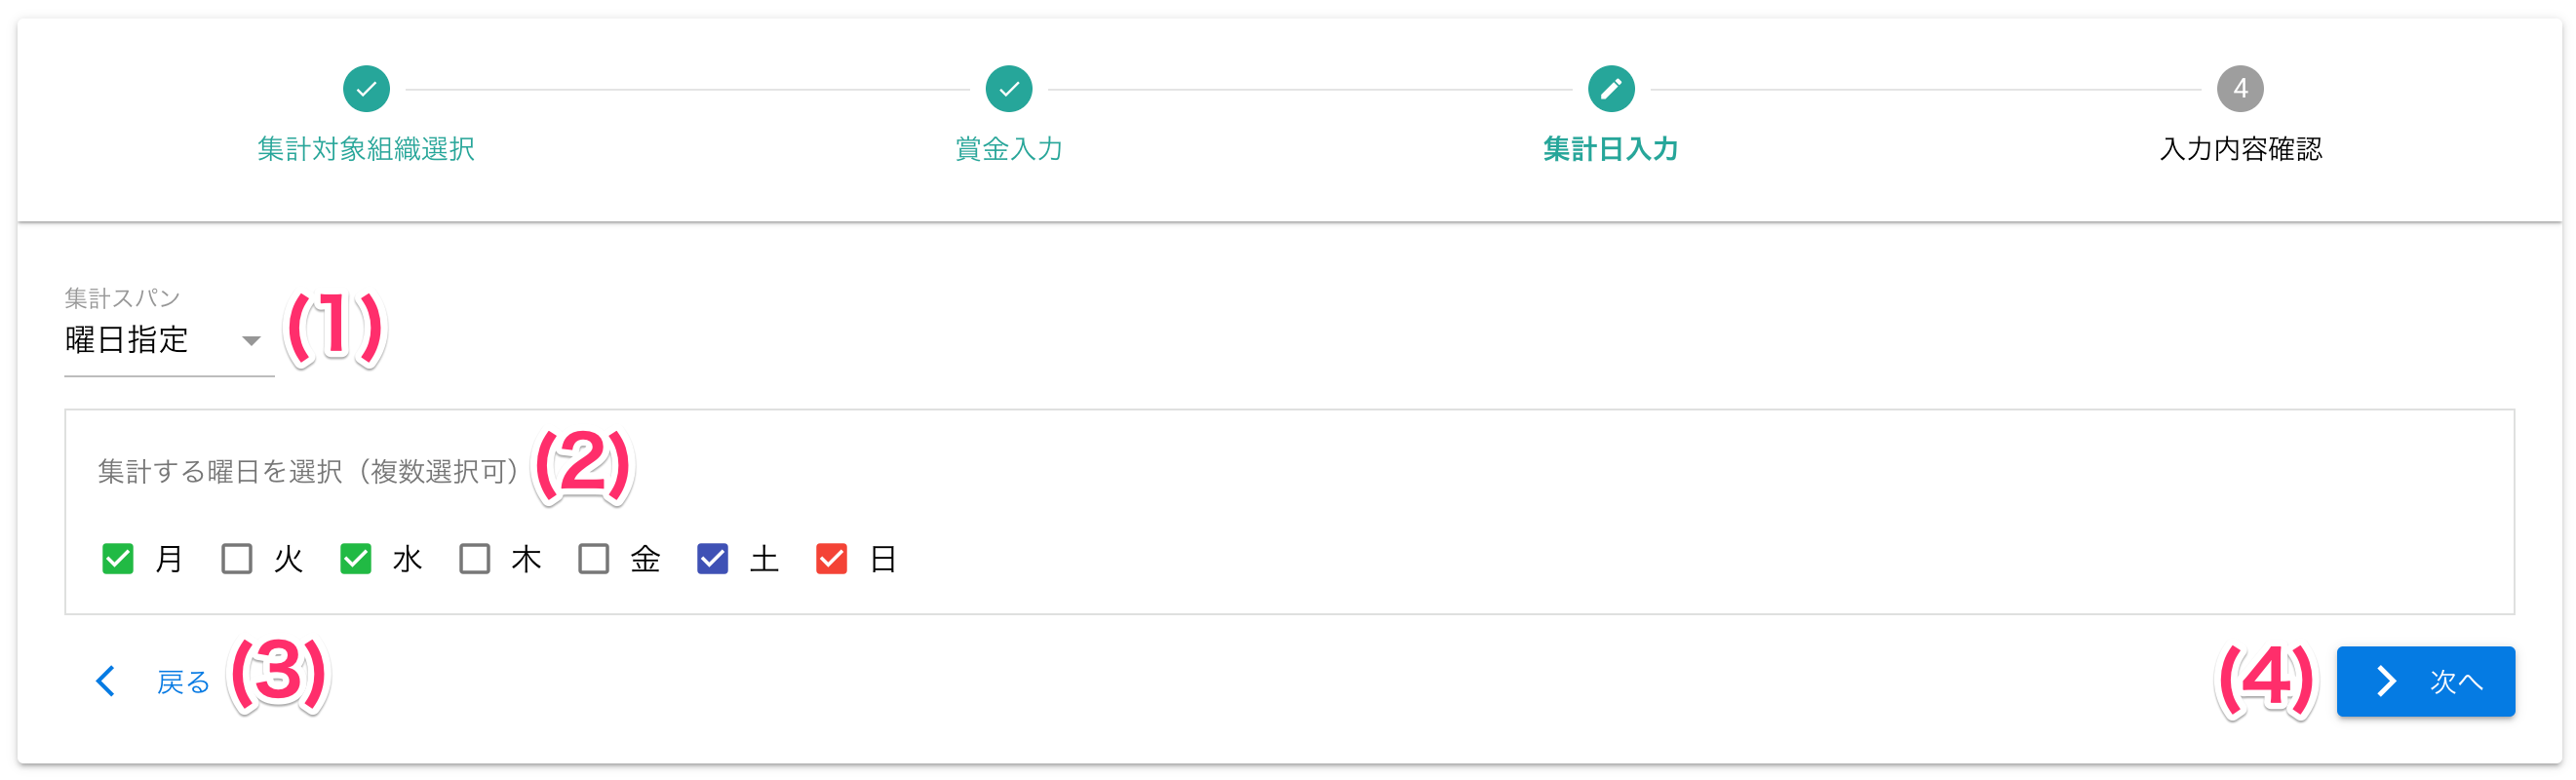 4
集計対象組織選択
賞金入力
集計日入力
入力内容確認
集計スパン
曜日指定
(1)
集計する曜日を選択（複数選択可）
(2)
月 火 水 木 金 土 日
戻る
(3)
(4)
次へ